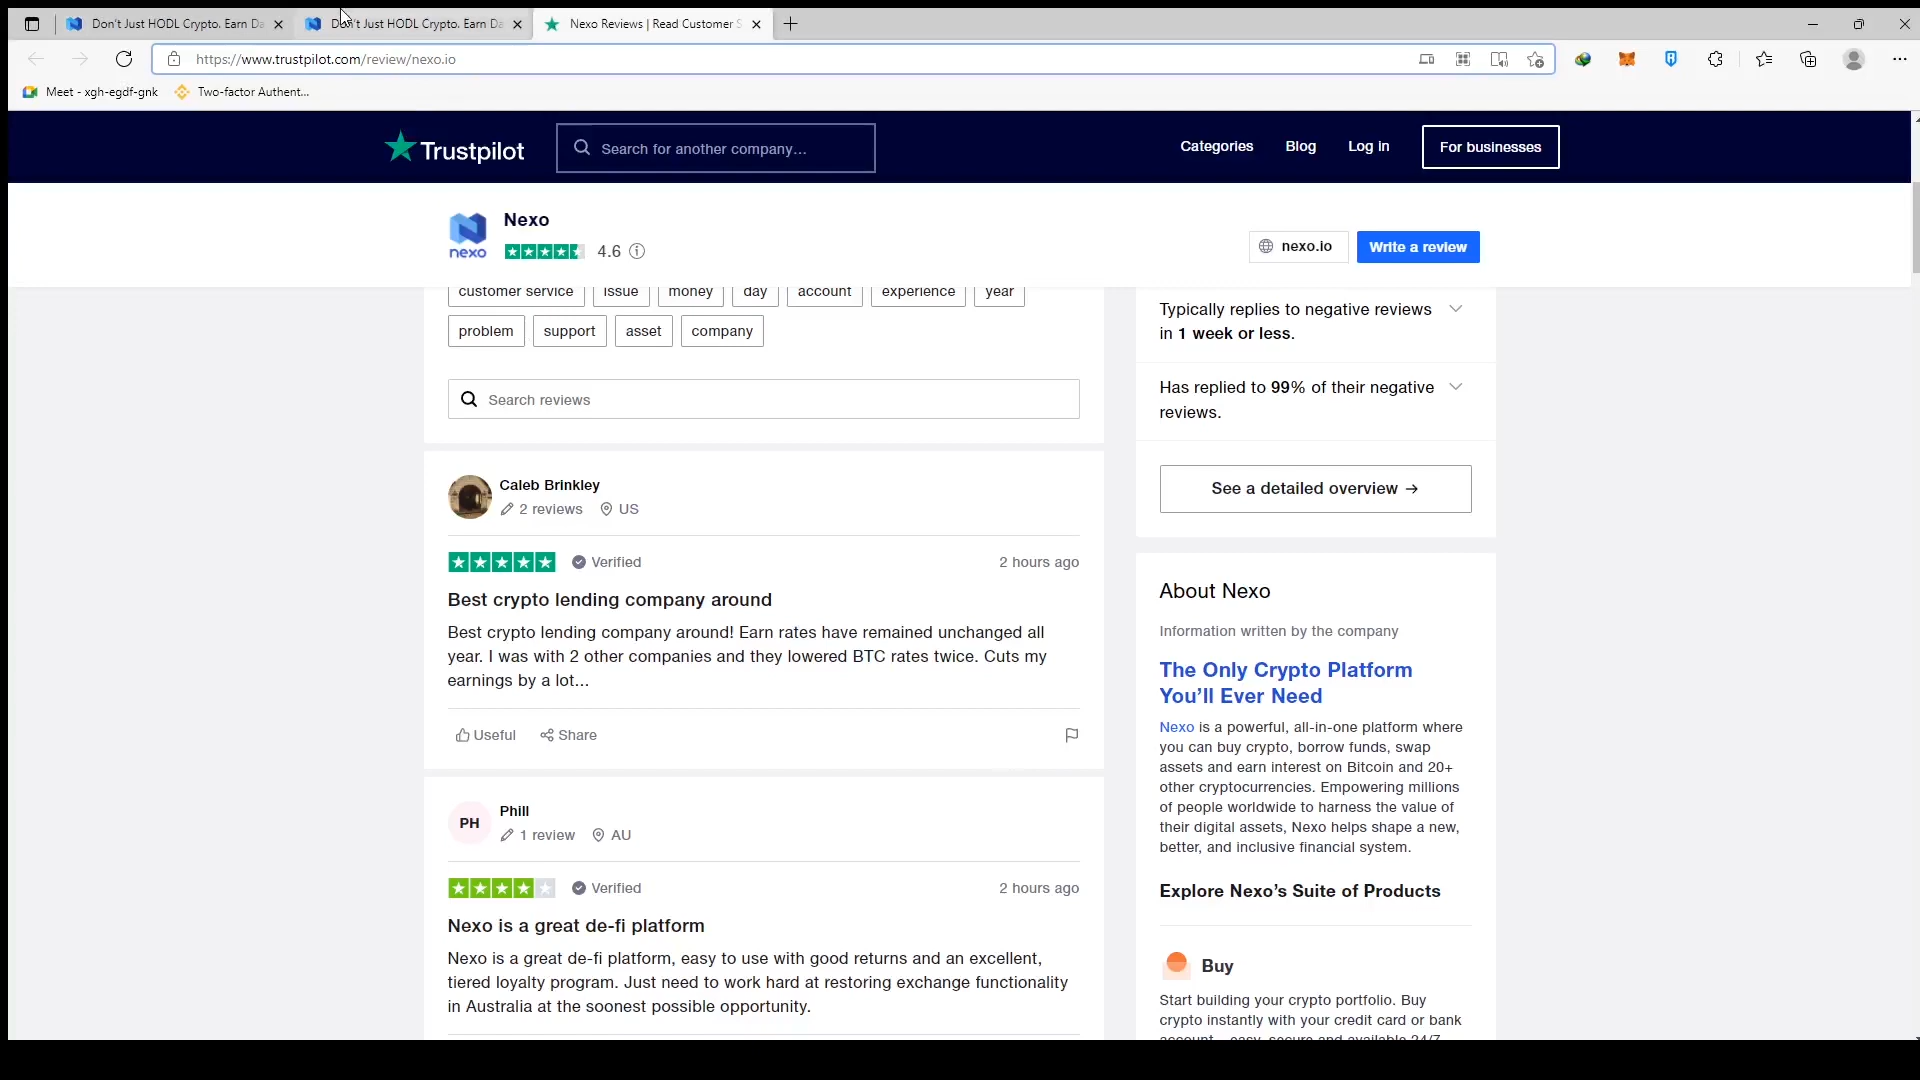 Don't Just HODL Crypto. Earn Da
Don't Just HODL Crypto. Earn Da
Nexo Reviews | Read Customer S
https://www.trustpilot.com/review/nexo.io
Meet - xgh-egdf-gnk
Two-factor Authent...
Trustpilot
Search for another company...
Categories
Blog
Log in
For businesses
nexo
Nexo
4.6
nexo.io
Write a review
customer service
issue
money
day
account
experience
year
problem
support
asset
company
Search reviews
Typically replies to negative reviews
in 1 week or less.
Has replied to 99% of their negative
reviews.
See a detailed overview →
Caleb Brinkley
2 reviews
US
Verified
2 hours ago
Best crypto lending company around
Best crypto lending company around! Earn rates have remained unchanged all
year. I was with 2 other companies and they lowered BTC rates twice. Cuts my
earnings by a lot...
Useful
Share
PH
Phill
1 review
AU
Verified
2 hours ago
Nexo is a great de-fi platform
Nexo is a great de-fi platform, easy to use with good returns and an excellent,
tiered loyalty program. Just need to work hard at restoring exchange functionality
in Australia at the soonest possible opportunity.
About Nexo
Information written by the company
The Only Crypto Platform
You'll Ever Need
Nexo is a powerful, all-in-one platform where
you can buy crypto, borrow funds, swap
assets and earn interest on Bitcoin and 20+
other cryptocurrencies. Empowering millions
of people worldwide to harness the value of
their digital assets, Nexo helps shape a new,
better, and inclusive financial system.
Explore Nexo's Suite of Products
Buy
Start building your crypto portfolio. Buy
crypto instantly with your credit card or bank
account – easy, secure and available 24/7